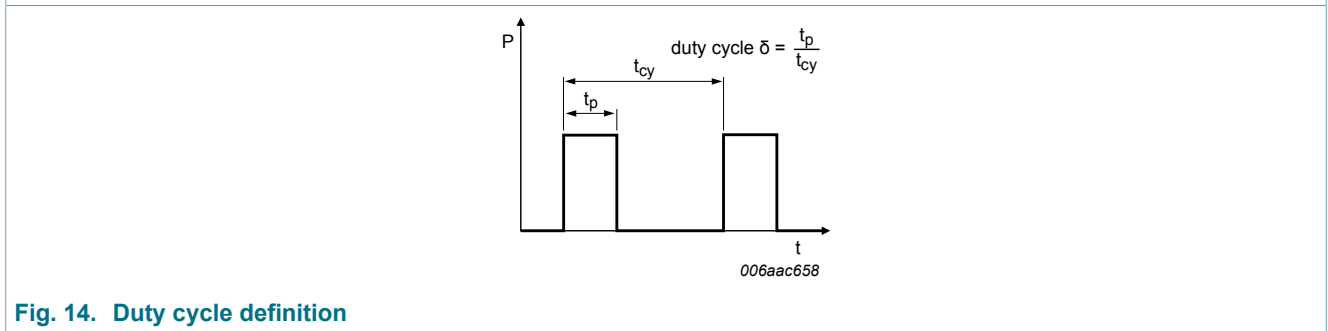 P
duty cycle δ = tp
tcy
tcy
tp
t
006aac658
Fig. 14. Duty cycle definition